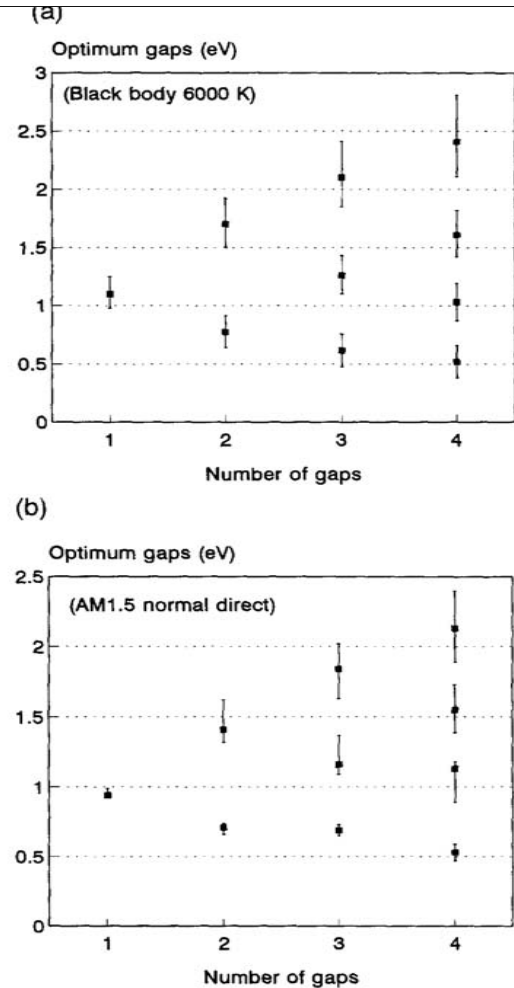 (a)
Optimum gaps (eV)
3
(Black body 6000 K)
2.5
2
1.5
1
0.5
0
1 2 3 4
Number of gaps
(b)
Optimum gaps (eV)
2.5
(AM1.5 normal direct)
2
1.5
1
0.5
0
1 2 3 4
Number of gaps